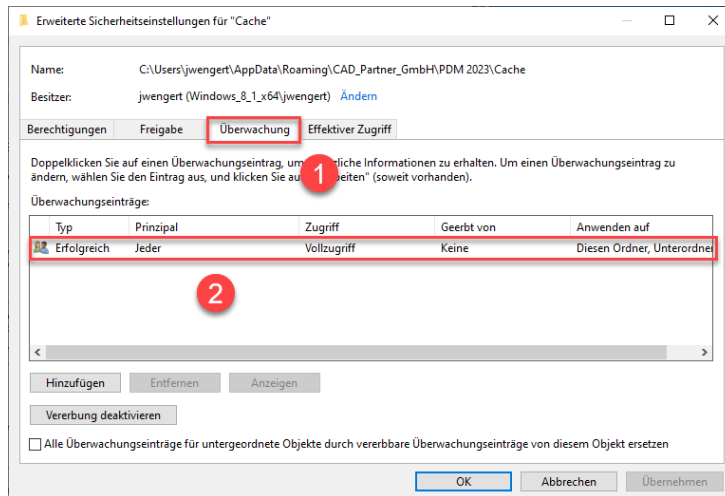 Erweiterte Sicherheitseinstellungen für "Cache"
Name: C:\Users\jwengert\AppData\Roaming\CAD_Partner_GmbH\PDM 2023\Cache
Besitzer: jwengert (Windows_8_1_x64\jwengert) Ändern
Berechtigungen Freigabe Überwachung Effektiver Zugriff
Doppelklicken Sie auf einen Überwachungseintrag, um liche Informationen zu erhalten. Um einen Überwachungseintrag zu
ändern, wählen Sie den Eintrag aus, und klicken Sie au beiten" (soweit vorhanden).
1
Überwachungseinträge:
Typ Prinzipal Zugriff Geerbt von Anwenden auf
Erfolgreich Jeder Vollzugriff Keine Diesen Ordner, Unterordner
2
Hinzufügen Entfernen Anzeigen
Vererbung deaktivieren
Alle Überwachungseinträge für untergeordnete Objekte durch vererbbare Überwachungseinträge von diesem Objekt ersetzen
OK Abbrechen Übernehmen